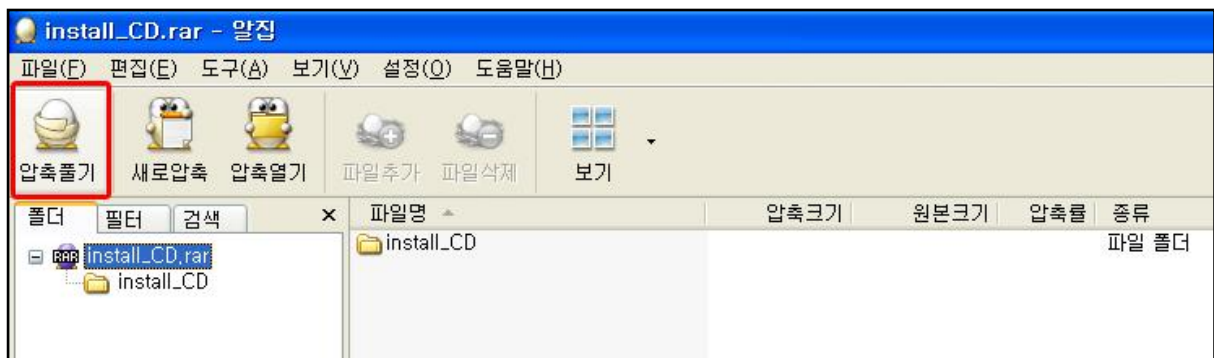 install_CD.rar - 알집
파일(F) 편집(E) 도구(A) 보기(V) 설정(O) 도움말(H)
압축풀기 새로압축 압축열기 파일추가 파일삭제 보기
폴더 필터 검색 × 파일명 압축크기 원본크기 압축률 종류
RAR install_CD.rar install_CD 파일 폴더
install_CD